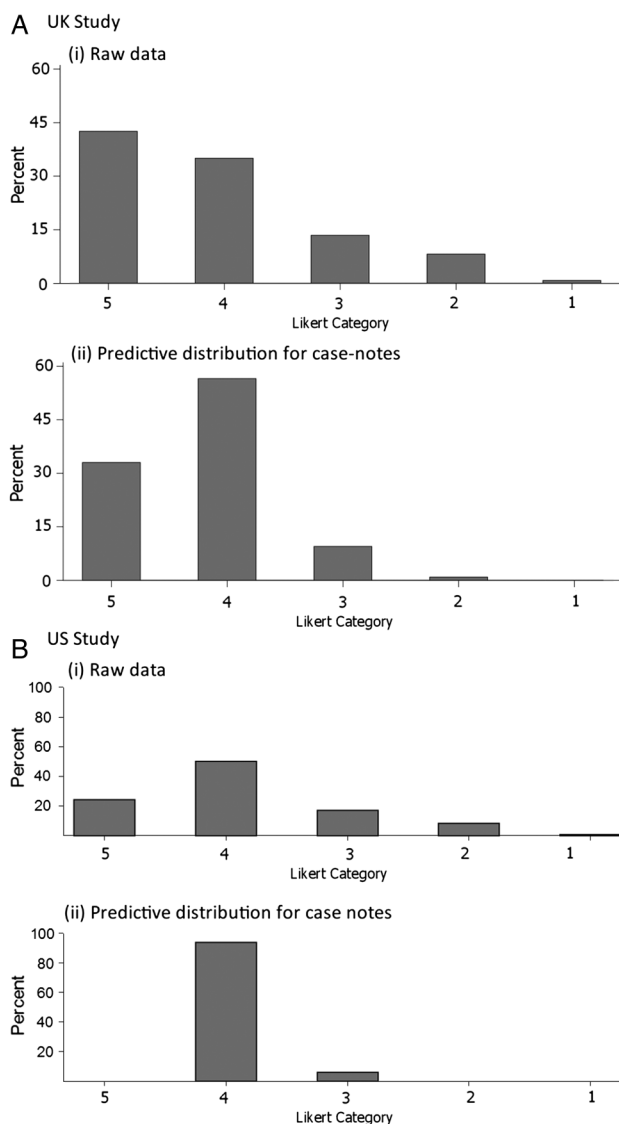 A UK Study
(i) Raw data
60
45
30
15
0
Percent
5 4 3 2 1
Likert Category
(ii) Predictive distribution for case-notes
60
45
30
15
0
Percent
5 4 3 2 1
Likert Category
B US Study
(i) Raw data
100
80
60
40
20
Percent
5 4 3 2 1
Likert Category
(ii) Predictive distribution for case notes
100
80
60
40
20
Percent
5 4 3 2 1
Likert Category